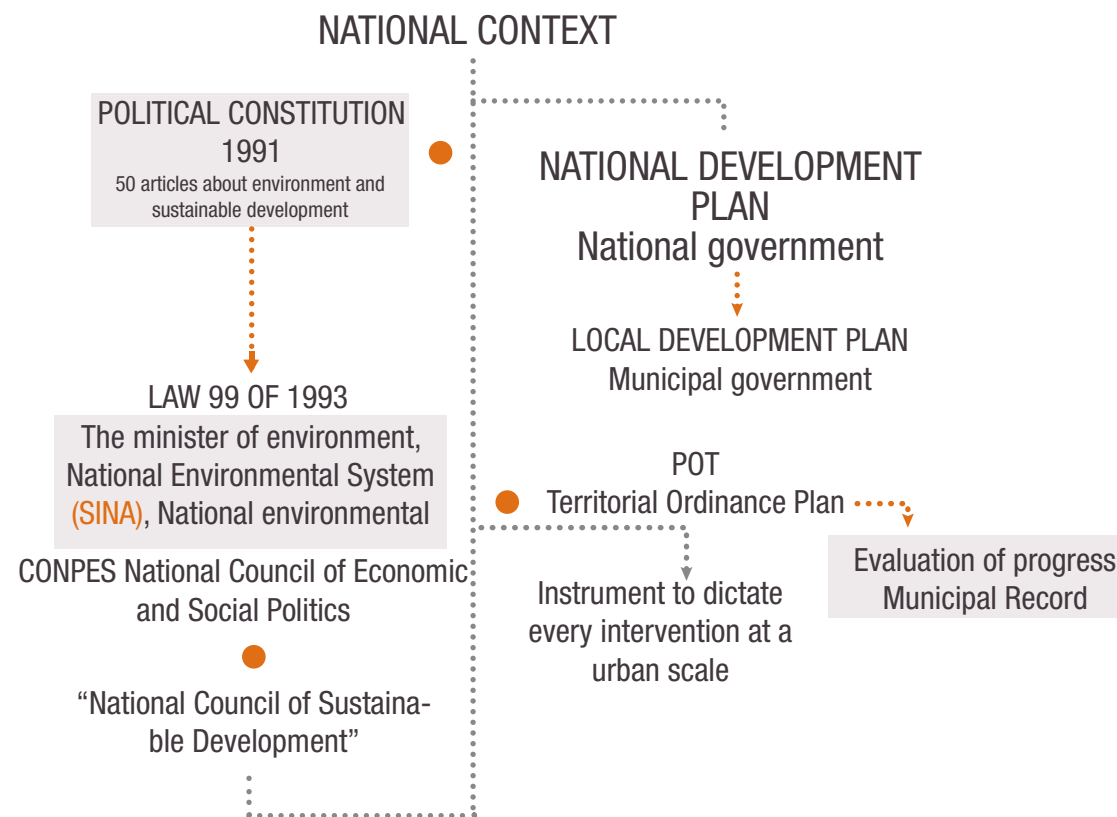 NATIONAL CONTEXT
POLITICAL CONSTITUTION
1991
50 articles about environment and
sustainable development
LAW 99 OF 1993
The minister of environment,
National Environmental System
(SINA), National environmental
CONPES National Council of Economic
and Social Politics
“National Council of Sustaina-
ble Development”
NATIONAL DEVELOPMENT
PLAN
National government
LOCAL DEVELOPMENT PLAN
Municipal government
POT
Territorial Ordinance Plan
Evaluation of progress
Municipal Record
Instrument to dictate
every intervention at a
urban scale